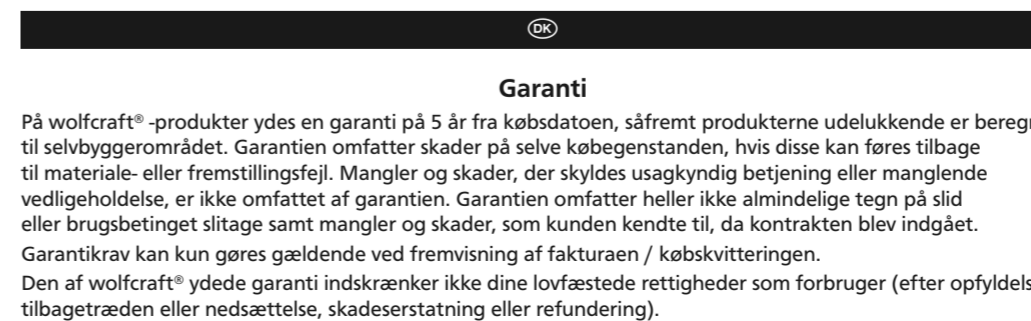 DK
Garanti
På wolfcraft® -produkter ydes en garanti på 5 år fra købsdatoen, såfremt produkterne udelukkende er
til selvbyggerområdet. Garantien omfatter skader på selve købegenstanden, hvis disse kan føres tilbage
til materiale- eller fremstillingsfejl. Mangler og skader, der skyldes usagkyndig betjening eller manglende
vedligeholdelse, er ikke omfattet af garantien. Garantien omfatter heller ikke almindelige tegn på slid
eller brugsbetinget slitage samt mangler og skader, som kunden kendte til, da kontrakten blev indgået.
Garantikrav kan kun gøres gældende ved fremvisning af fakturaen / købskvitteringen.
Den af wolfcraft® ydede garanti indskrænker ikke dine lovfæstede rettigheder som forbruger (efter
tilbagetræden eller nedsættelse, skadeserstatning eller refundering).